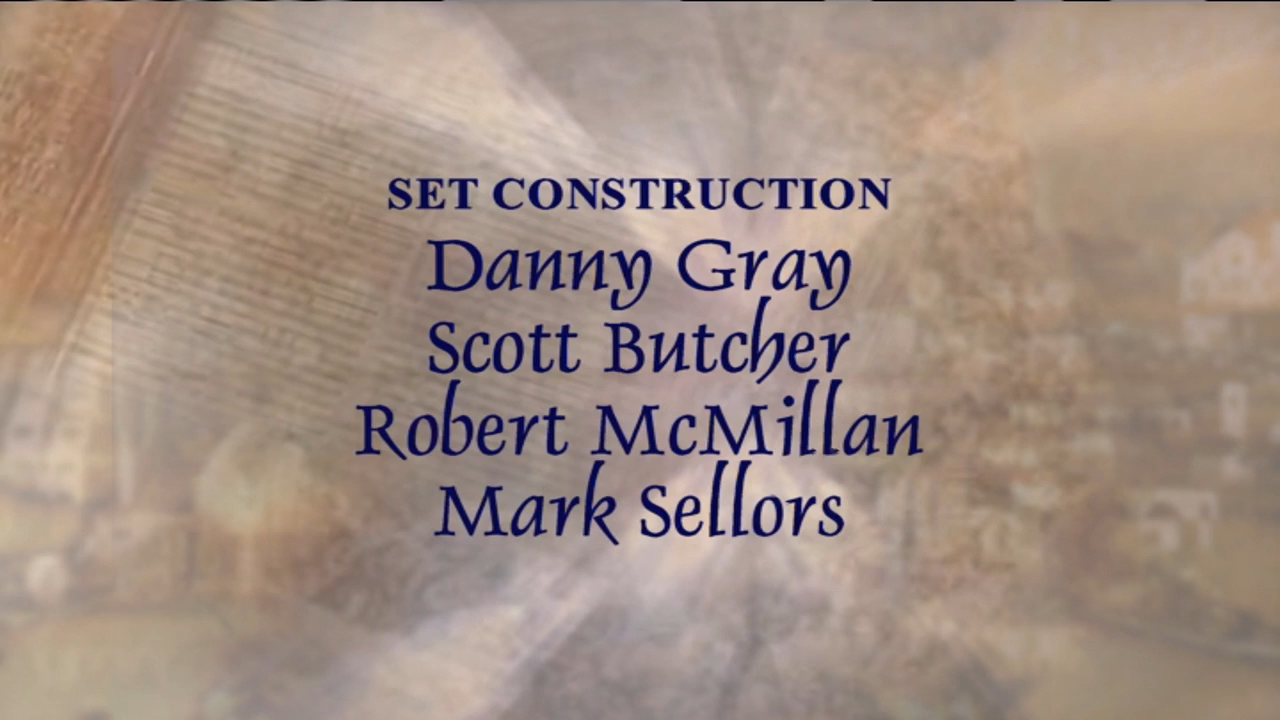 SET CONSTRUCTION
Danny Gray
Scott Butcher
Robert McMillan
Mark Sellors